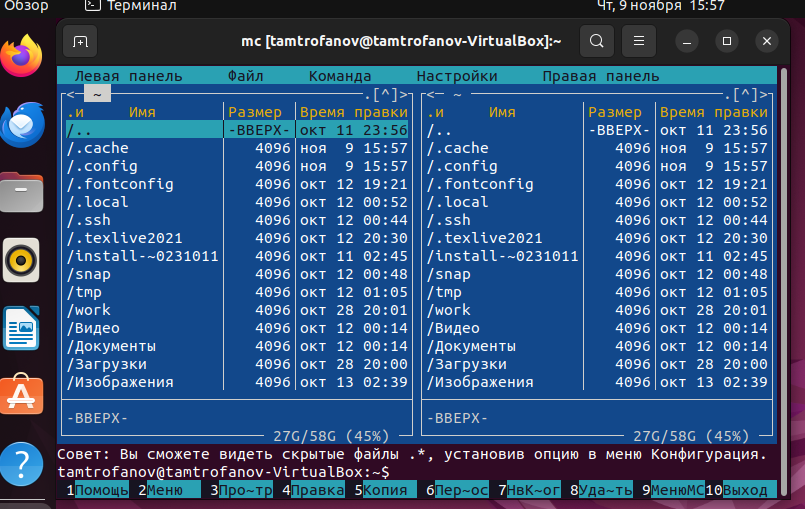 Обзор Терминал Чт, 9 ноября 15:57
mc [tamtrofanov@tamtrofanov-VirtualBox]:~
Левая панель Файл Команда Настройки Правая панель
<- ~ .[^]> <- ~ .[^]>
.и Имя Размер Время правки .и Имя Размер Время правки
/.. -ВВЕРХ- окт 11 23:56 /.. -ВВЕРХ- окт 11 23:56
/.cache 4096 ноя 9 15:57 /.cache 4096 ноя 9 15:57
/.config 4096 ноя 9 15:57 /.config 4096 ноя 9 15:57
/.fontconfig 4096 окт 12 19:21 /.fontconfig 4096 окт 12 19:21
/.local 4096 окт 12 00:52 /.local 4096 окт 12 00:52
/.ssh 4096 окт 12 00:44 /.ssh 4096 окт 12 00:44
/.texlive2021 4096 окт 12 20:30 /.texlive2021 4096 окт 12 20:30
/install-~0231011 4096 окт 11 02:45 /install-~0231011 4096 окт 11 02:45
/snap 4096 окт 12 00:48 /snap 4096 окт 12 00:48
/tmp 4096 окт 12 01:05 /tmp 4096 окт 12 01:05
/work 4096 окт 28 20:01 /work 4096 окт 28 20:01
/Видео 4096 окт 12 00:14 /Видео 4096 окт 12 00:14
/Документы 4096 окт 12 00:14 /Документы 4096 окт 12 00:14
/Загрузки 4096 окт 28 20:00 /Загрузки 4096 окт 28 20:00
/Изображения 4096 окт 13 02:39 /Изображения 4096 окт 13 02:39
-ВВЕРХ- -ВВЕРХ-
27G/58G (45%) 27G/58G (45%)
Совет: Вы сможете видеть скрытые файлы .*, установив опцию в меню Конфигурация.
tamtrofanov@tamtrofanov-VirtualBox:~$
1Помощь 2Меню 3Про~тр 4Правка 5Копия 6Пер~ос 7НвК~ог 8Уда~ть 9МенюMC 10Выход